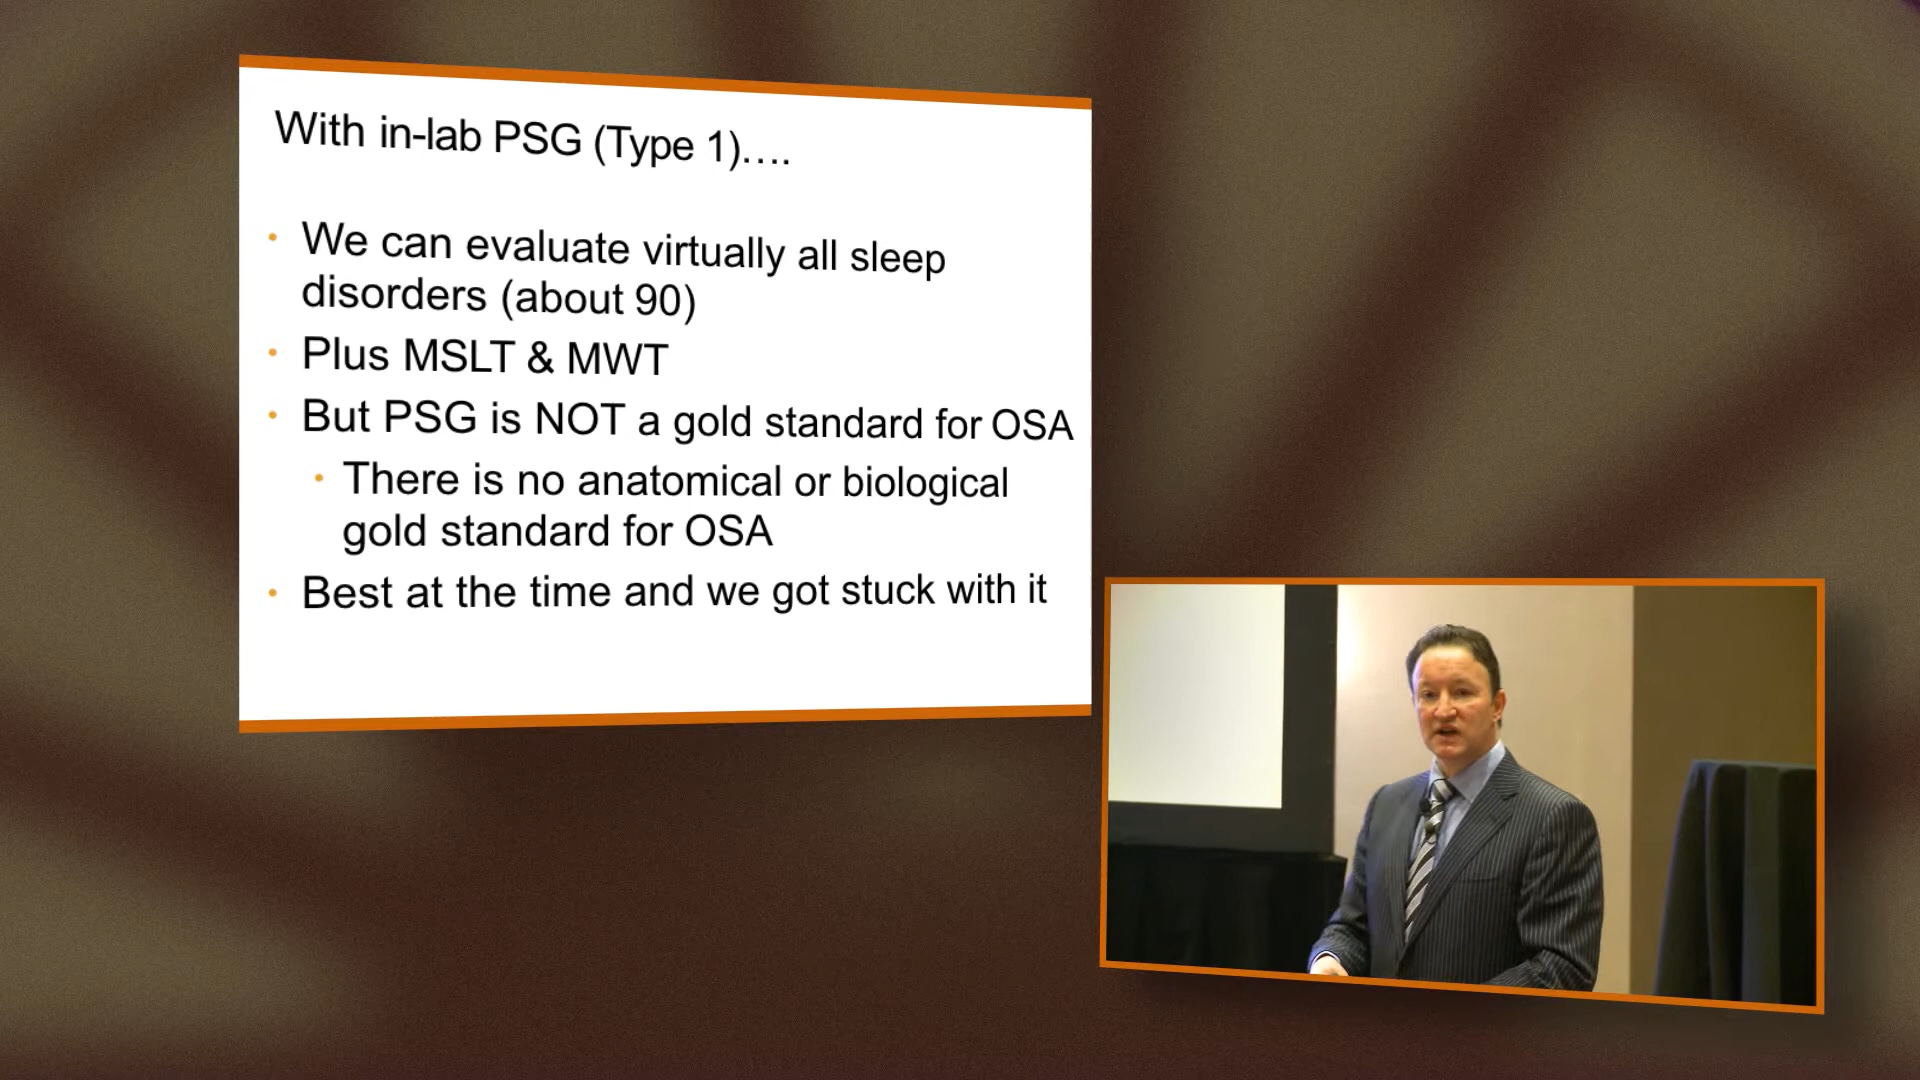 With in-lab PSG (Type 1)....
• We can evaluate virtually all sleep
disorders (about 90)
• Plus MSLT & MWT
• But PSG is NOT a gold standard for OSA
• There is no anatomical or biological
gold standard for OSA
• Best at the time and we got stuck with it